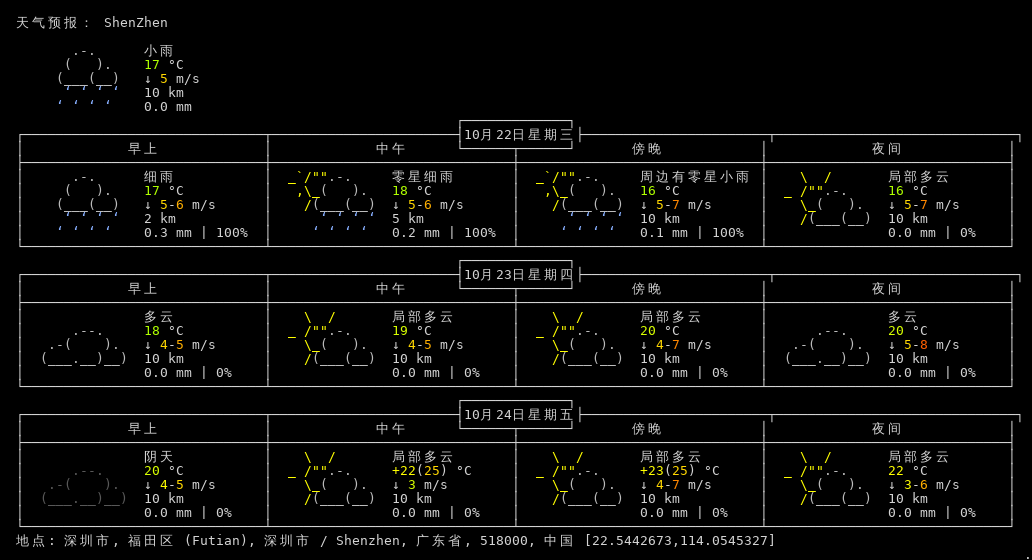 天气预报： ShenZhen
小雨
17 °C
↓ 5 m/s
10 km
0.0 mm
10月22日星期三
早上 中午 傍晚 夜间
细雨 零星细雨 周边有零星小雨 局部多云
17 °C 18 °C 16 °C 16 °C
↓ 5-6 m/s ↓ 5-6 m/s ↓ 5-7 m/s ↓ 5-7 m/s
2 km 5 km 10 km 10 km
0.3 mm | 100% 0.2 mm | 100% 0.1 mm | 100% 0.0 mm | 0%
10月23日星期四
早上 中午 傍晚 夜间
多云 局部多云 局部多云 多云
18 °C 19 °C 20 °C 20 °C
↓ 4-5 m/s ↓ 4-5 m/s ↓ 4-7 m/s ↓ 5-8 m/s
10 km 10 km 10 km 10 km
0.0 mm | 0% 0.0 mm | 0% 0.0 mm | 0% 0.0 mm | 0%
10月24日星期五
早上 中午 傍晚 夜间
阴天 局部多云 局部多云 局部多云
20 °C +22(25) °C +23(25) °C 22 °C
↓ 4-5 m/s ↓ 3 m/s ↓ 4-7 m/s ↓ 3-6 m/s
10 km 10 km 10 km 10 km
0.0 mm | 0% 0.0 mm | 0% 0.0 mm | 0% 0.0 mm | 0%
地点: 深圳市, 福田区 (Futian), 深圳市 / Shenzhen, 广东省, 518000, 中国 [22.5442673,114.0545327]